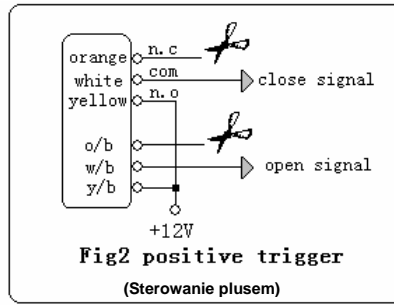 orange n.c
white com close signal
yellow n.o
o/b
w/b open signal
y/b
+12V
Fig2 positive trigger
(Sterowanie plusem)